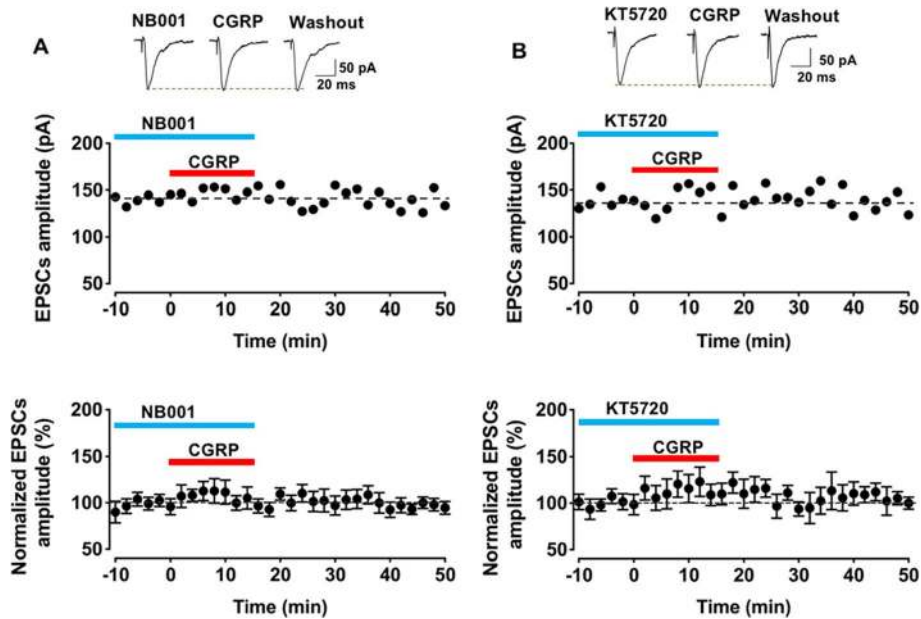 A
NB001 CGRP Washout
50 pA
20 ms
EPSCs amplitude (pA)
200
150
100
50
NB001
CGRP
-10 0 10 20 30 40 50
Time (min)
Normalized EPSCs
amplitude (%)
200
150
100
50
NB001
CGRP
-10 0 10 20 30 40 50
Time (min)
B
KT5720 CGRP Washout
50 pA
20 ms
EPSCs amplitude (pA)
200
150
100
50
KT5720
CGRP
-10 0 10 20 30 40 50
Time (min)
Normalized EPSCs
amplitude (%)
200
150
100
50
KT5720
CGRP
-10 0 10 20 30 40 50
Time (min)